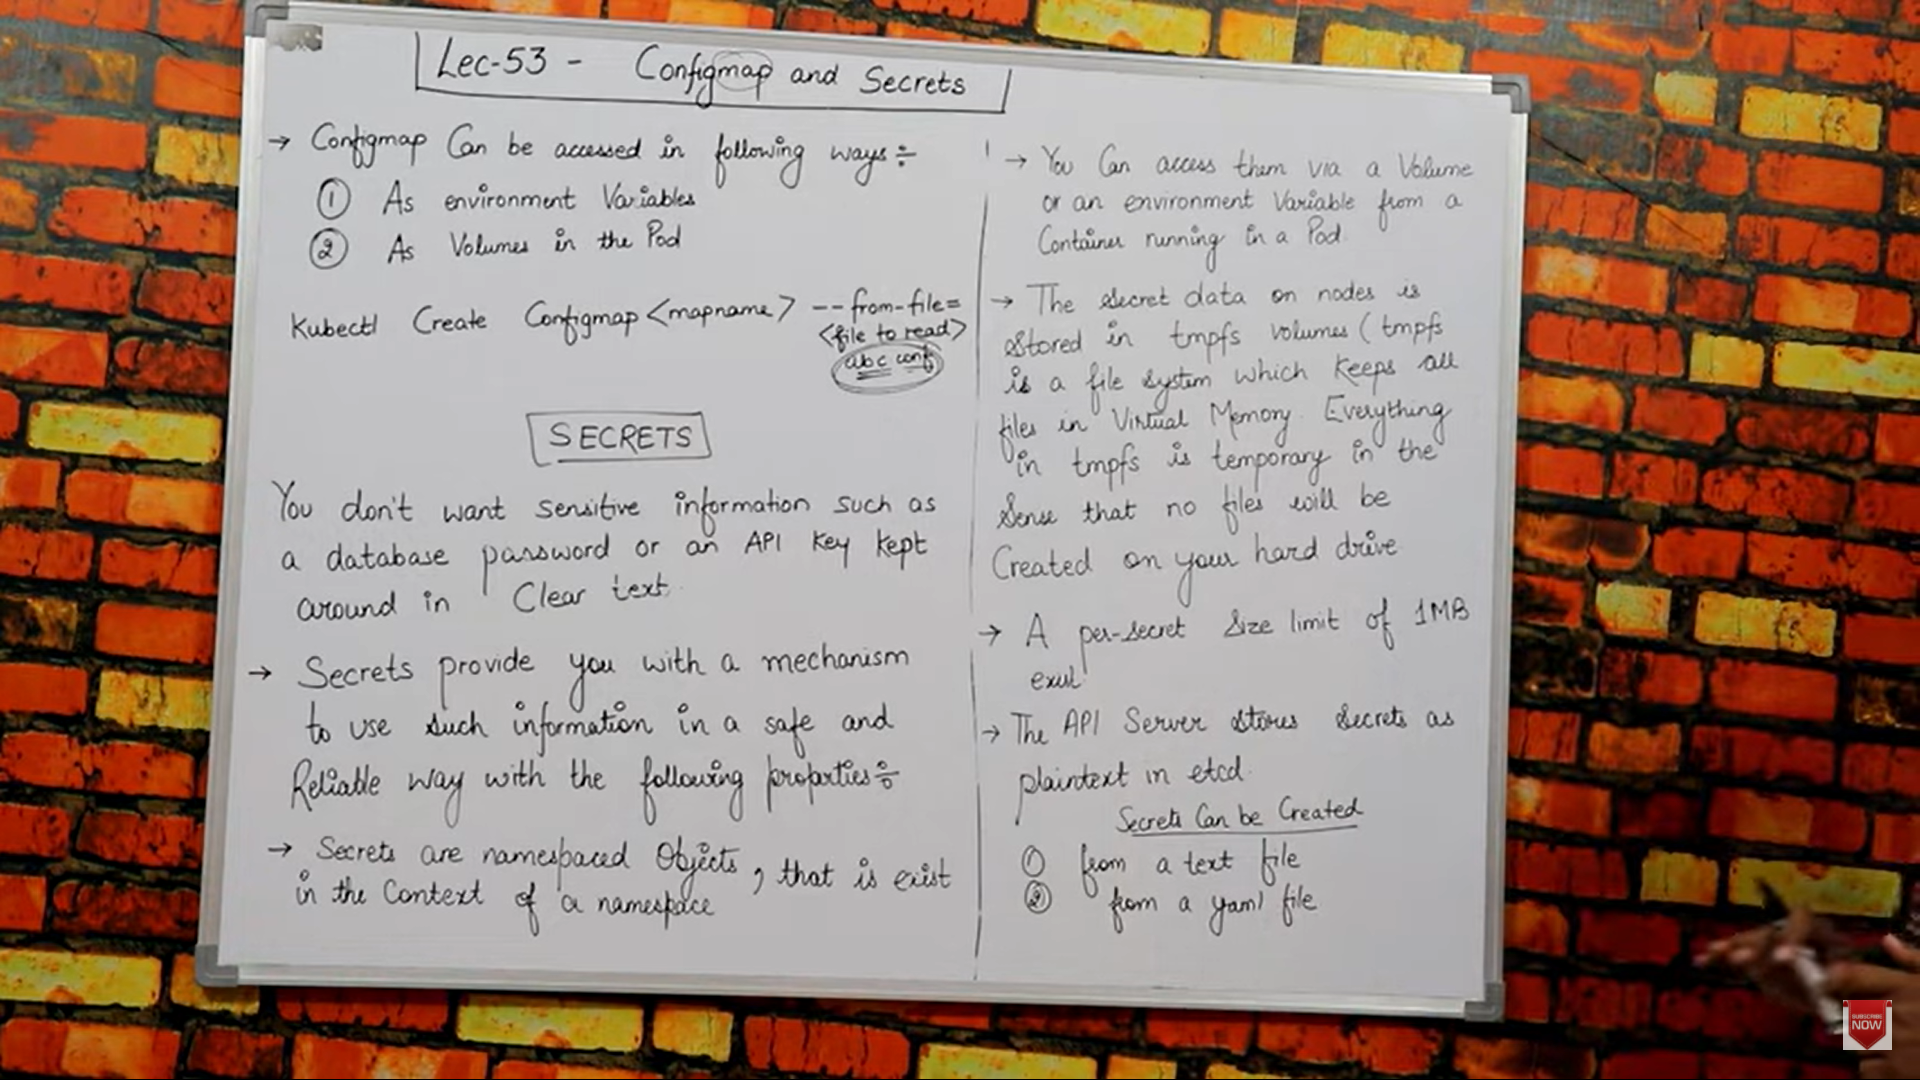 Lec-53 - Configmap and Secrets
→ Configmap Can be accessed in following ways÷
① As environment Variables
② As Volumes in the Pod
Kubectl Create Configmap <mapname> --from-file=
<file to read>
abc conf
SECRETS
You don't want sensitive information such as
a database password or an API Key Kept
around in Clear text.
→ Secrets provide you with a mechanism
to use such information in a safe and
Reliable way with the following properties÷
→ Secrets are namespaced Objects, that is exist
in the Context of a namespace
→ You Can access them via a Volume
or an environment Variable from a
Container running in a Pod.
→ The secret data on nodes is
Stored in tmpfs volumes (tmpfs
is a file system which keeps all
files in Virtual Memory. Everything
in tmpfs is temporary in the
Sense that no files will be
Created on your hard drive
→ A per-secret size limit of 1MB
→ The API Server stores Secrets as
plaintext in etcd.
Secrets Can be Created
① from a text file
② from a yaml file
SUBSCRIBE
NOW